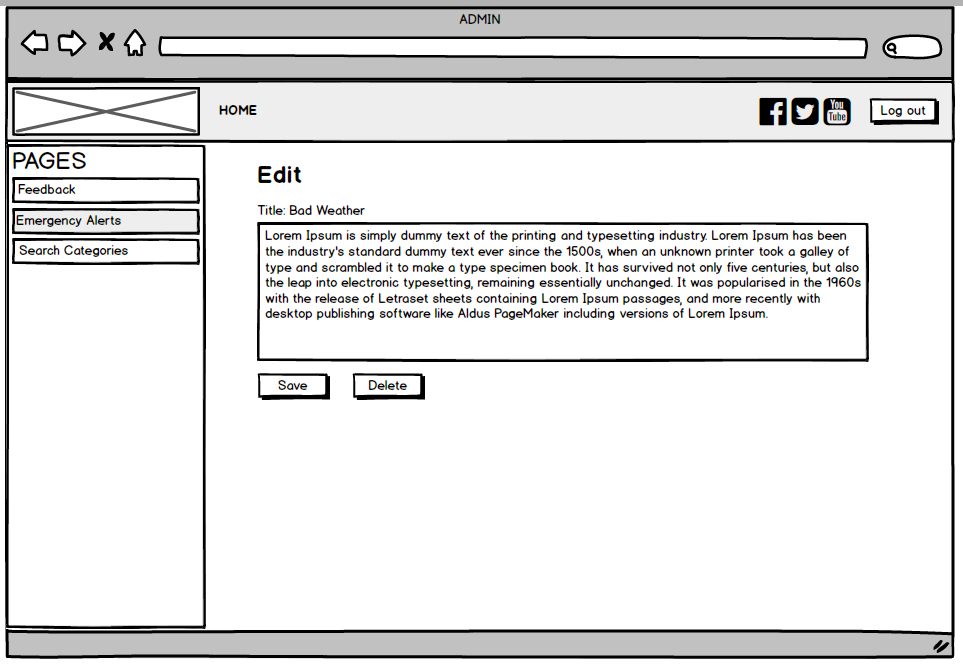 ADMIN
HOME
You
Tube
Log out
PAGES
Feedback
Emergency Alerts
Search Categories
Edit
Title: Bad Weather
Lorem Ipsum is simply dummy text of the printing and typesetting industry. Lorem Ipsum has been
the industry's standard dummy text ever since the 1500s, when an unknown printer took a galley of
type and scrambled it to make a type specimen book. It has survived not only five centuries, but also
the leap into electronic typesetting, remaining essentially unchanged. It was popularised in the 1960s
with the release of Letraset sheets containing Lorem Ipsum passages, and more recently with
desktop publishing software like Aldus PageMaker including versions of Lorem Ipsum.
Save
Delete